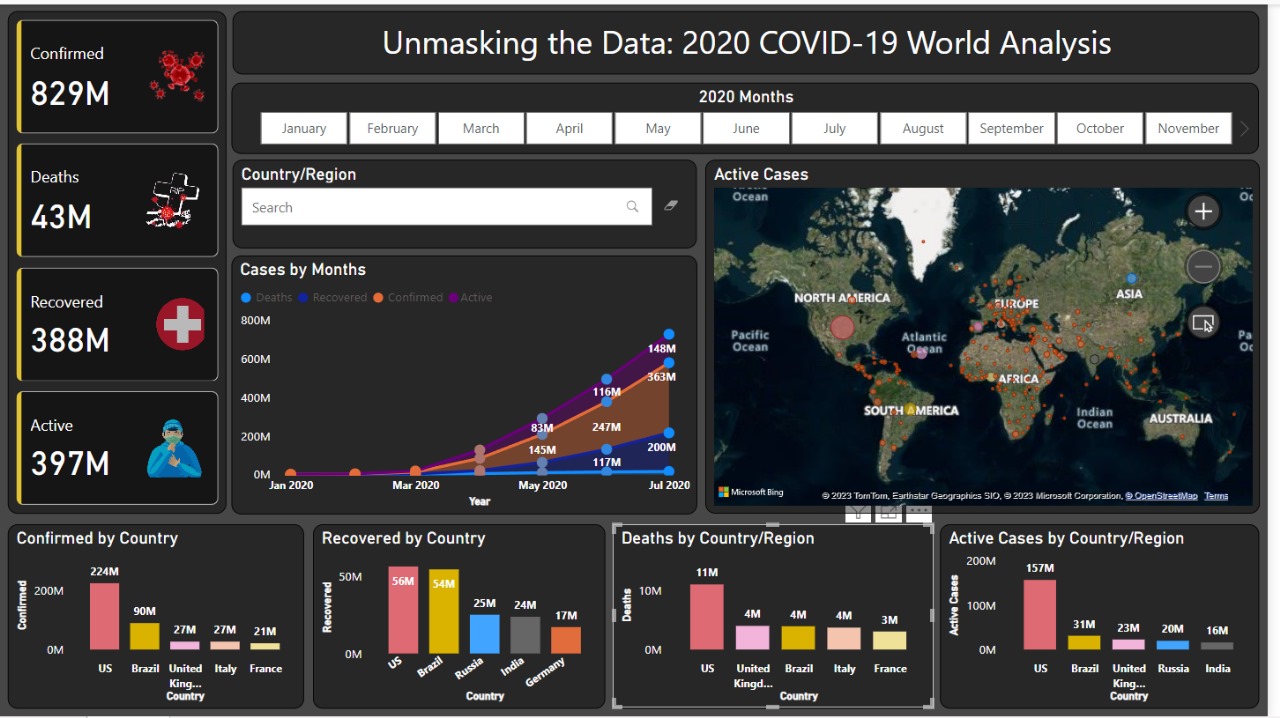 Unmasking the Data: 2020 COVID-19 World Analysis
Confirmed
829M
Deaths
43M
Recovered
388M
Active
397M
2020 Months
January February March April May June July August September October November
Country/Region
Search
Cases by Months
Deaths Recovered Confirmed Active
800M
600M
400M
200M
0M
148M
363M
116M
83M
247M
145M
200M
117M
Jan 2020 Mar 2020 May 2020 Jul 2020
Year
Active Cases
Ocean
Ocean
Oc
NORTH AMERICA
EUROPE
ASIA
Pacific
Ocean
Atlantic
Ocean
Pa
Oc
AFRICA
SOUTH AMERICA
Indian
Ocean
AUSTRALIA
Microsoft Bing
© 2023 TomTom, Earthstar Geographics SIO, © 2023 Microsoft Corporation, © OpenStreetMap Terms
Confirmed by Country
Confirmed
200M
0M
224M
90M
27M
27M
21M
US Brazil United Italy France
King...
Country
Recovered by Country
Recovered
50M
0M
56M
54M
25M
24M
17M
US Brazil Russia India Germany
Country
Deaths by Country/Region
Deaths
10M
0M
11M
4M
4M
4M
3M
US United Brazil Italy France
Kingd...
Country
Active Cases by Country/Region
Active Cases
200M
100M
0M
157M
31M
23M
20M
16M
US Brazil United Russia India
King...
Country